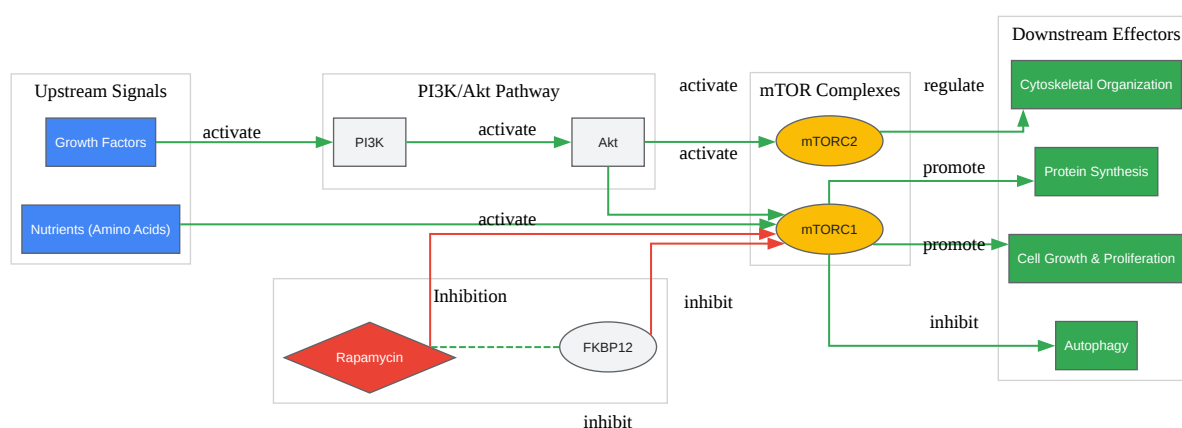 Downstream Effectors
Upstream Signals
PI3K/Akt Pathway
mTOR Complexes
activate
regulate
Cytoskeletal Organization
Growth Factors
activate
PI3K
activate
Akt
activate
mTORC2
promote
Protein Synthesis
Nutrients (Amino Acids)
activate
mTORC1
promote
Cell Growth & Proliferation
Inhibition
inhibit
inhibit
Rapamycin
FKBP12
Autophagy
inhibit